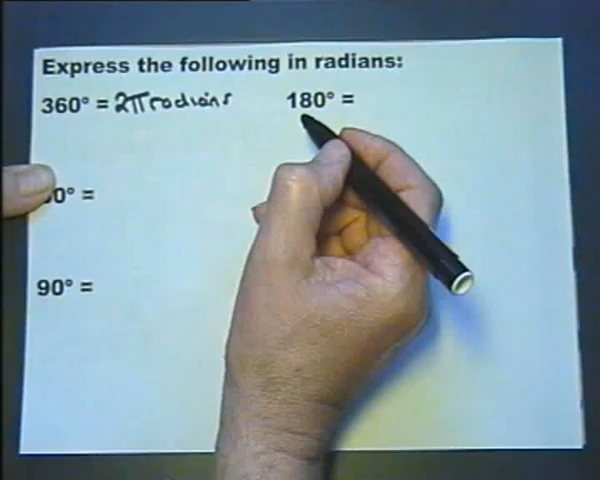 Express the following in radians:
360° = 2π radians 180° =
0° =
90° =